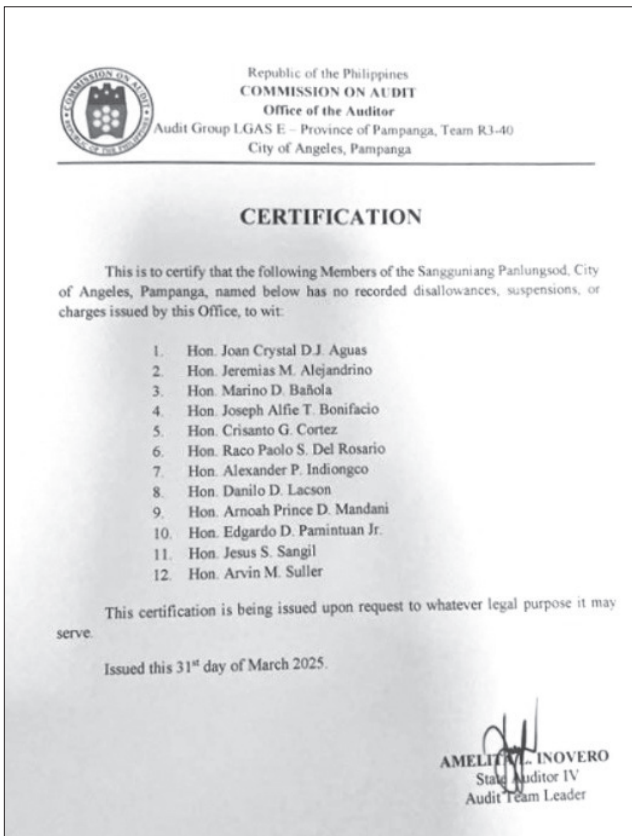 COMMISSION ON AUDIT
REPUBLIC OF THE PHILIPPINES
Republic of the Philippines
COMMISSION ON AUDIT
Office of the Auditor
Audit Group LGAS E – Province of Pampanga, Team R3-40
City of Angeles, Pampanga
CERTIFICATION
This is to certify that the following Members of the Sangguniang Panlungsod, City
of Angeles, Pampanga, named below has no recorded disallowances, suspensions, or
charges issued by this Office, to wit:
1. Hon. Joan Crystal D.J. Aguas
2. Hon. Jeremias M. Alejandrino
3. Hon. Marino D. Bañola
4. Hon. Joseph Alfie T. Bonifacio
5. Hon. Crisanto G. Cortez
6. Hon. Raco Paolo S. Del Rosario
7. Hon. Alexander P. Indiongco
8. Hon. Danilo D. Lacson
9. Hon. Arnoah Prince D. Mandani
10. Hon. Edgardo D. Pamintuan Jr.
11. Hon. Jesus S. Sangil
12. Hon. Arvin M. Suller
This certification is being issued upon request to whatever legal purpose it may
serve.
Issued this 31st day of March 2025.
INOVERO
State Auditor IV
Audit Team Leader